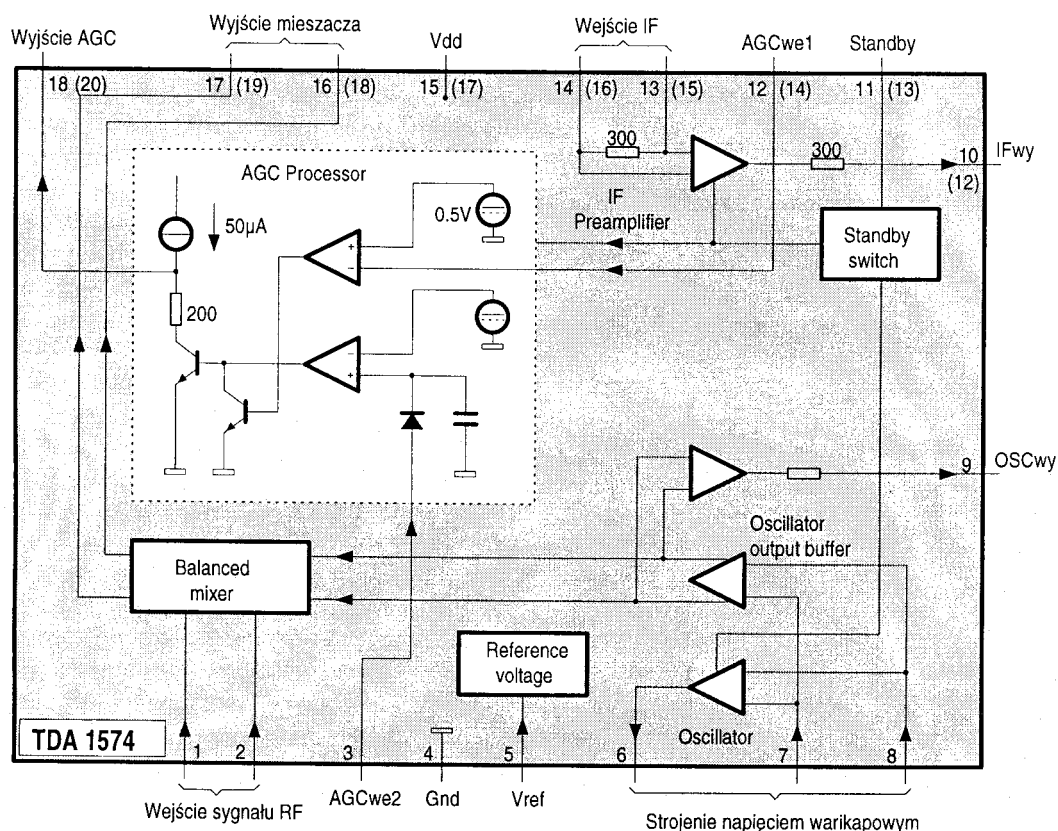 Wyjście AGC
Wyjście mieszacza
Vdd
Wejście IF
AGCwe1
Standby
18 (20)
17 (19)
16 (18)
15 (17)
14 (16)
13 (15)
12 (14)
11 (13)
300
300
10
(12)
IFwy
AGC Processor
50µA
0.5V
IF
Preamplifier
Standby
switch
200
+
−
−
+
9
OSCwy
Oscillator
output buffer
Balanced
mixer
Reference
voltage
Oscillator
TDA 1574
1
2
3
4
5
6
7
8
Wejście sygnału RF
AGCwe2
Gnd
Vref
Strojenie napięciem warikapowym